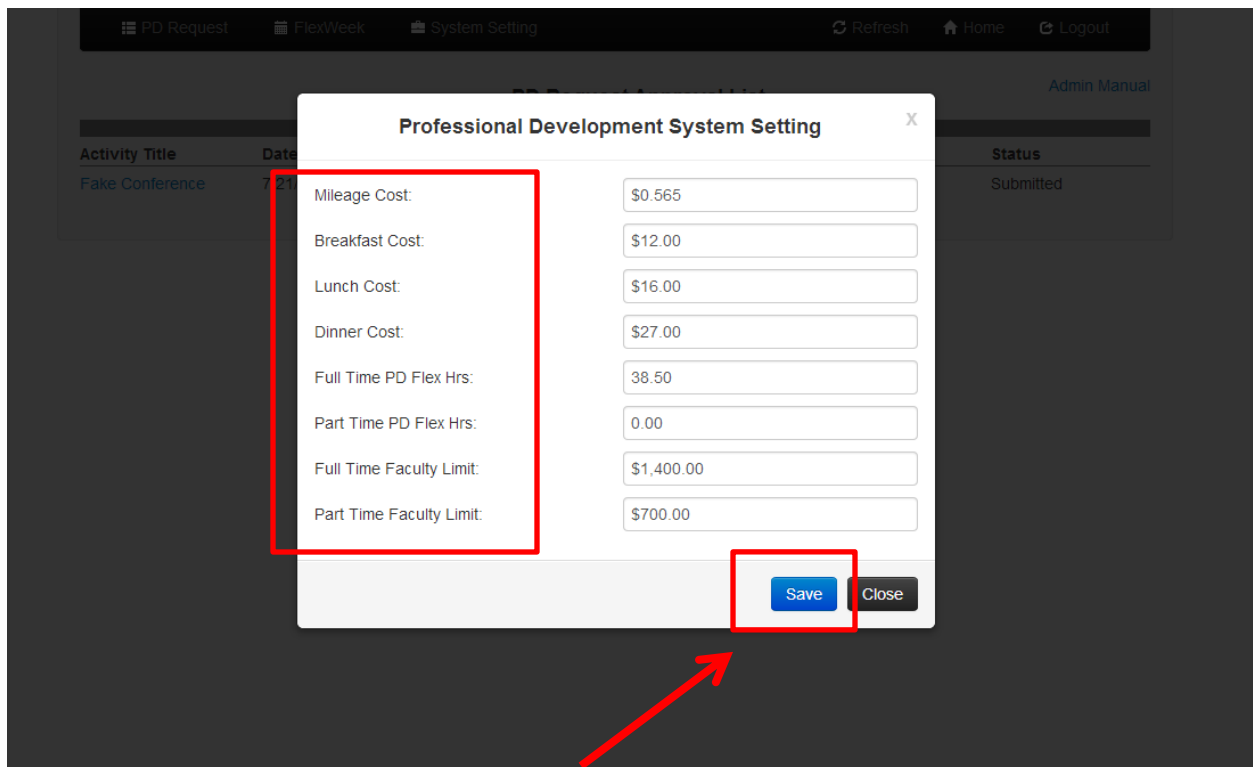 PD Request FlexWeek System Setting Refresh Home Logout
Admin Manual
Professional Development System Setting X
Activity Title Status
Fake Conference Submitted
Mileage Cost: $0.565
Breakfast Cost: $12.00
Lunch Cost: $16.00
Dinner Cost: $27.00
Full Time PD Flex Hrs: 38.50
Part Time PD Flex Hrs: 0.00
Full Time Faculty Limit: $1,400.00
Part Time Faculty Limit: $700.00
Save Close